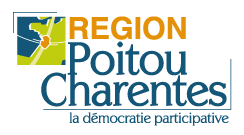 REGION
Poitou
Charentes
la démocratie participative